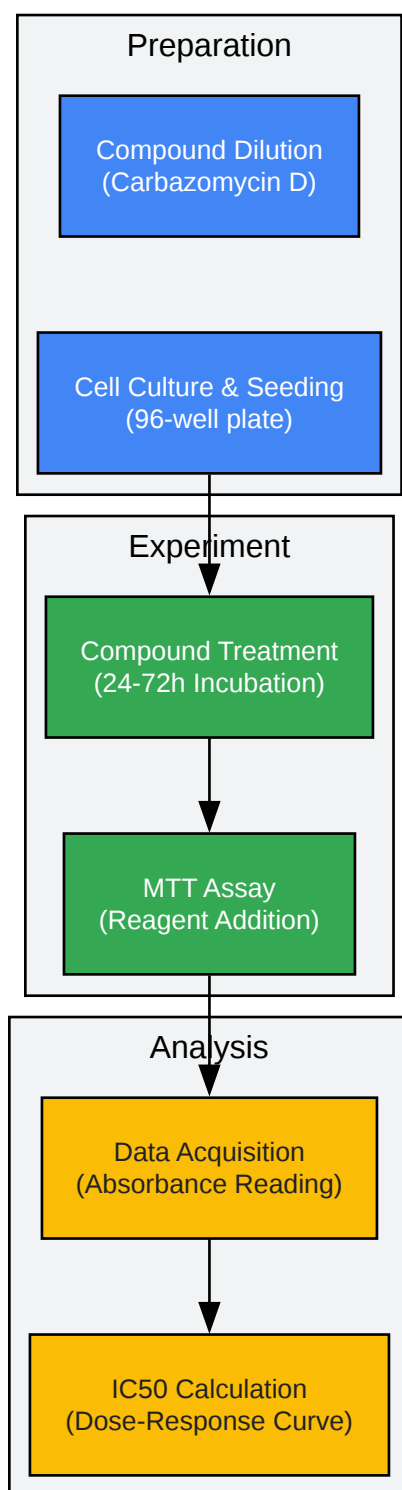 Preparation
Compound Dilution
(Carbazomycin D)
Cell Culture & Seeding
(96-well plate)
Experiment
Compound Treatment
(24-72h Incubation)
MTT Assay
(Reagent Addition)
Analysis
Data Acquisition
(Absorbance Reading)
IC50 Calculation
(Dose-Response Curve)